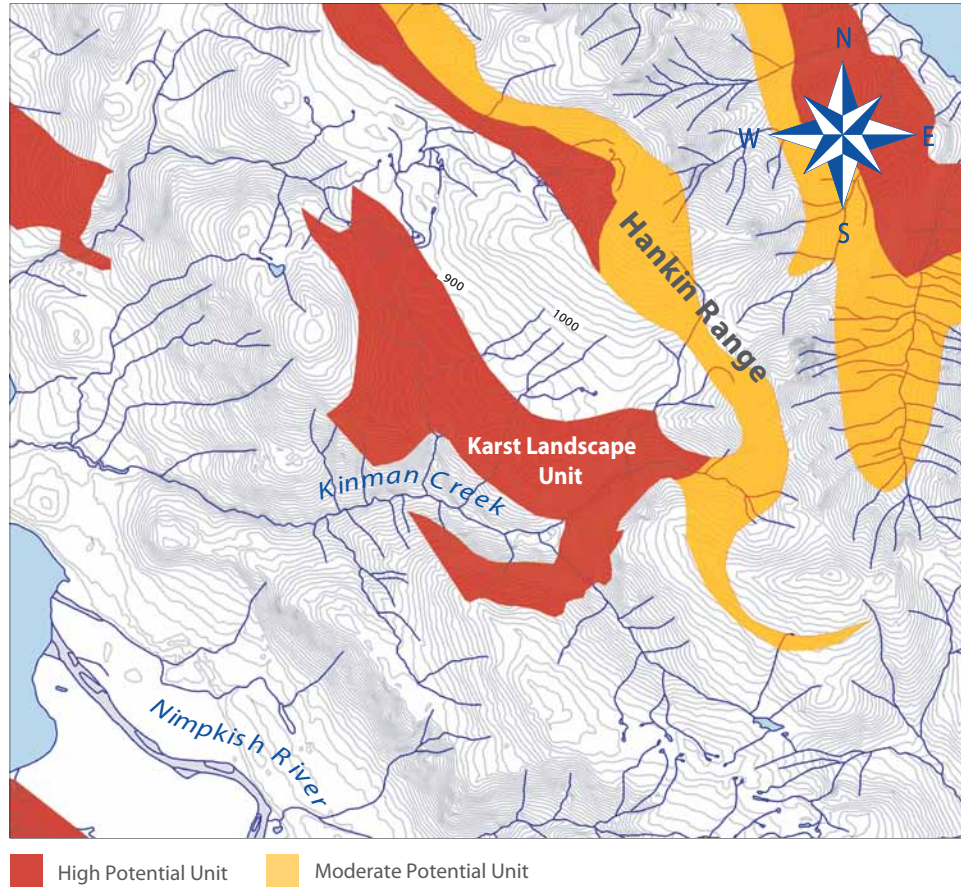 N
W
E
S
Hankin Range
900
1000
Karst Landscape
Unit
Kinman Creek
Nimpkish River
High Potential Unit
Moderate Potential Unit